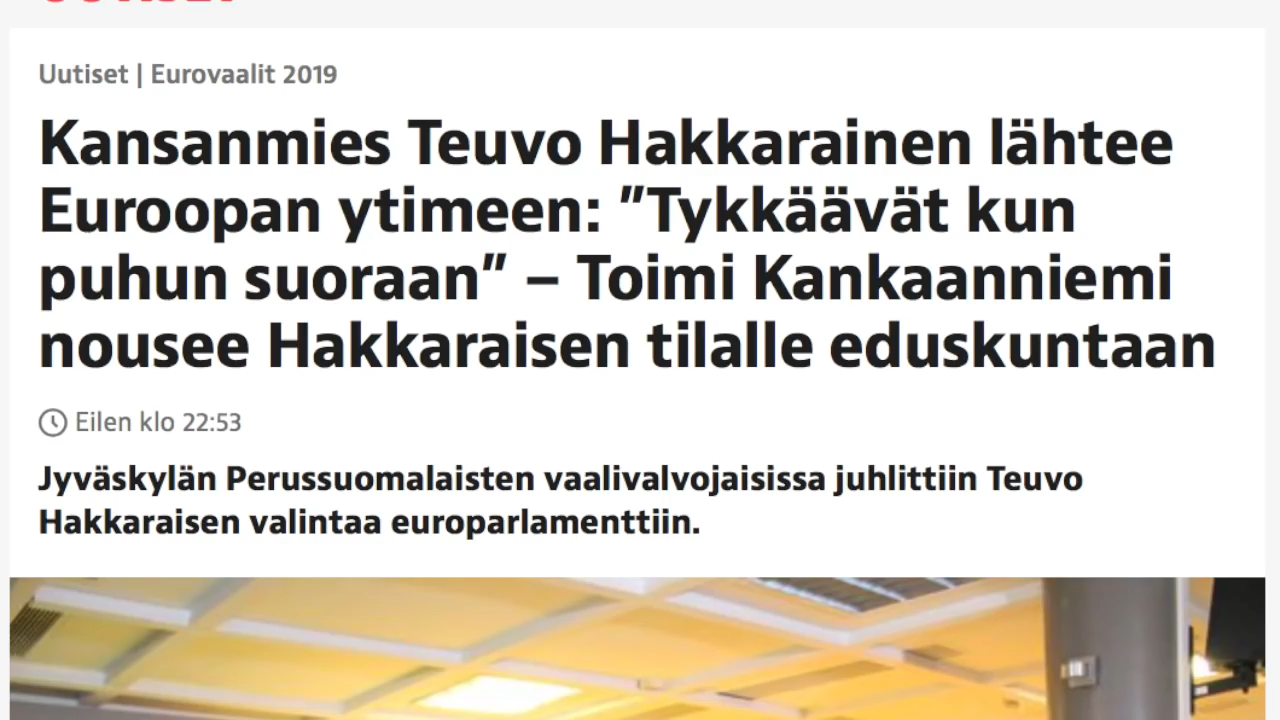 Uutiset | Eurovaalit 2019
Kansanmies Teuvo Hakkarainen lähtee
Euroopan ytimeen: ”Tykkäävät kun
puhun suoraan” – Toimi Kankaanniemi
nousee Hakkaraisen tilalle eduskuntaan
Eilen klo 22:53
Jyväskylän Perussuomalaisten vaalivalvojaisissa juhlittiin Teuvo
Hakkaraisen valintaa europarlamenttiin.